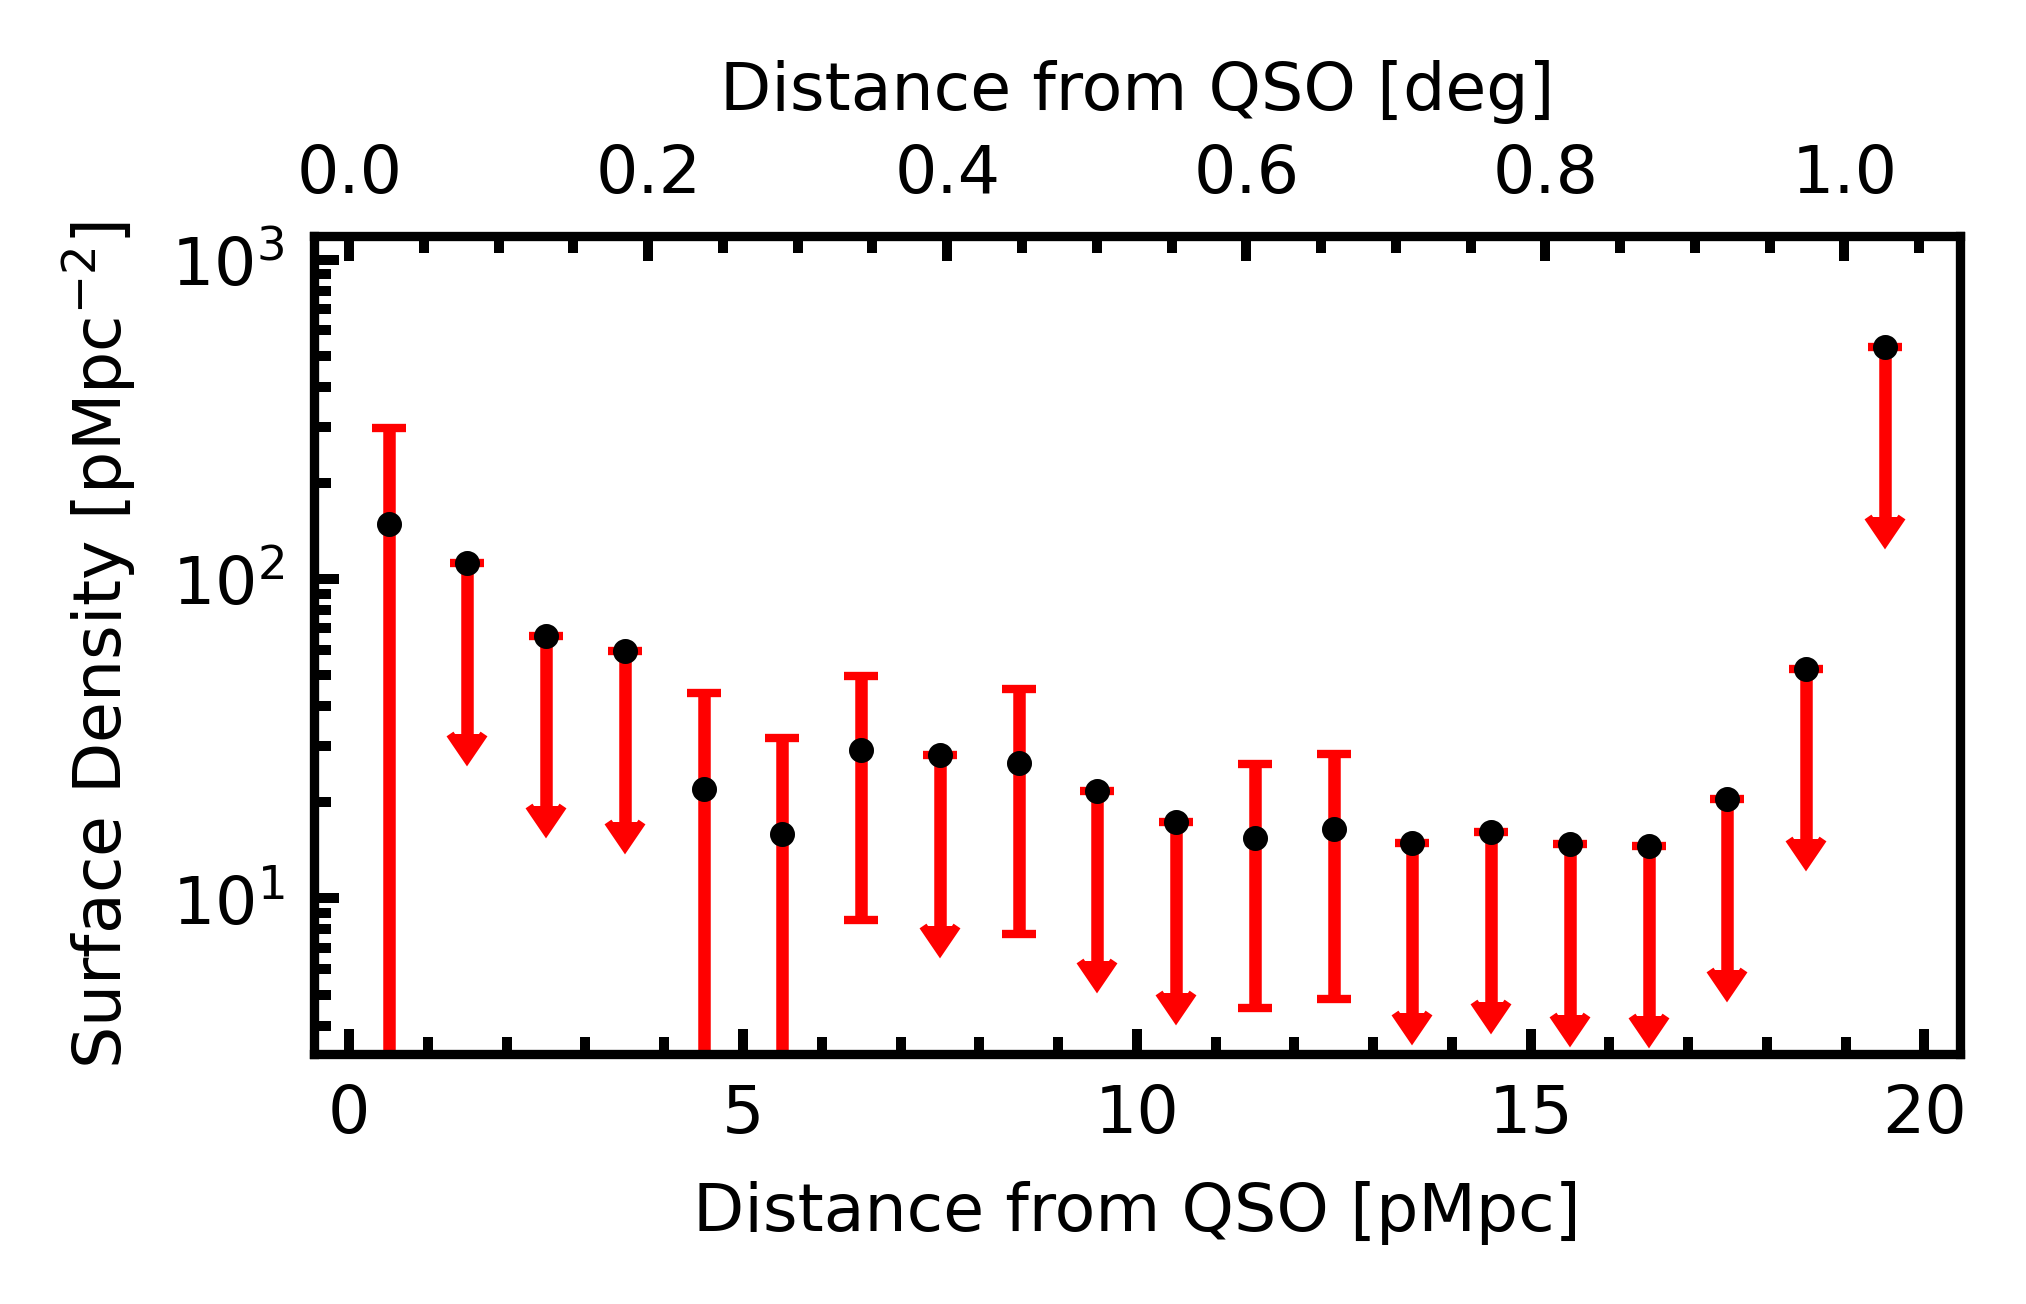 Distance from QSO [deg]
0.0 0.2 0.4 0.6 0.8 1.0
Surface Density [pMpc⁻²]
10³
10²
10¹
0 5 10 15 20
Distance from QSO [pMpc]